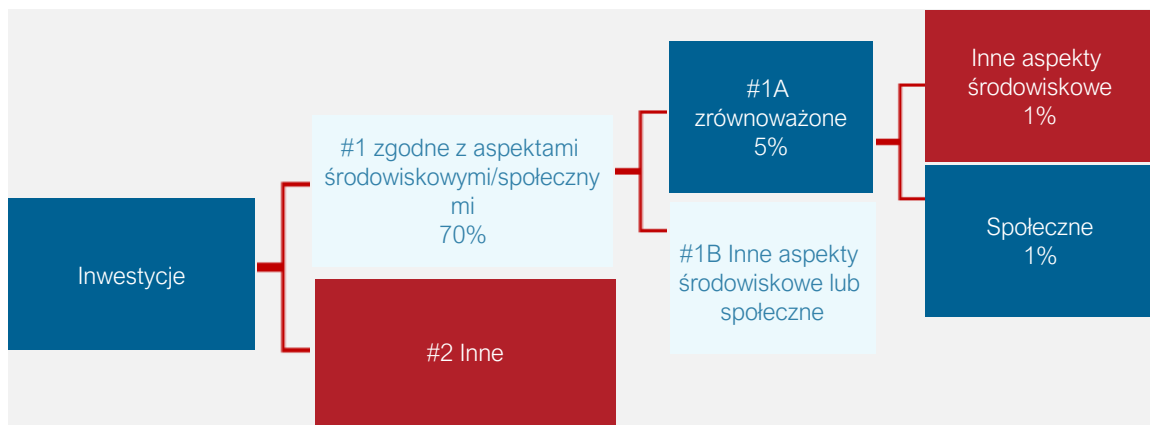 Inwestycje
#1 zgodne z aspektami
środowiskowymi/społeczny
mi
70%
#2 Inne
#1A
zrównoważone
5%
#1B Inne aspekty
środowiskowe lub
społeczne
Inne aspekty
środowiskowe
1%
Społeczne
1%